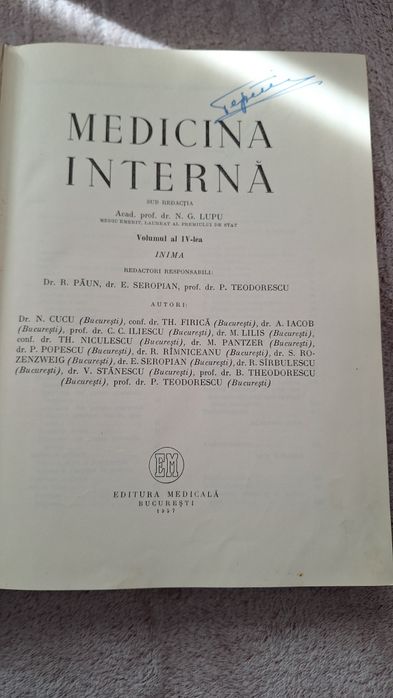 MEDICINA
INTERNĂ
SUB REDACȚIA
Acad. prof. dr. N. G. LUPU
MEDIC EMERIT, LAUREAT AL PREMIULUI DE STAT
Volumul al IV-lea
INIMA
REDACTORI RESPONSABILI:
Dr. R. PĂUN, dr. E. SEROPIAN, prof. dr. P. TEODORESCU
AUTORI:
Dr. N. CUCU (București), conf. dr. TH. FIRICĂ (București), dr. A. IACOB
(București), prof. dr. C. C. ILIESCU (București), dr. M. LILIS (București),
conf. dr. TH. NICULESCU (București), dr. M. PANTZER (București),
dr. P. POPESCU (București), dr. R. RÎMNICEANU (București), dr. S. RO-
ZENZWEIG (București), dr. E. SEROPIAN (București), dr. R. SÎRBULESCU
(București), dr. V. STĂNESCU (București), prof. dr. B. THEODORESCU
(București), prof. dr. P. TEODORESCU (București)
EM
EDITURA MEDICALĂ
BUCUREȘTI
1957